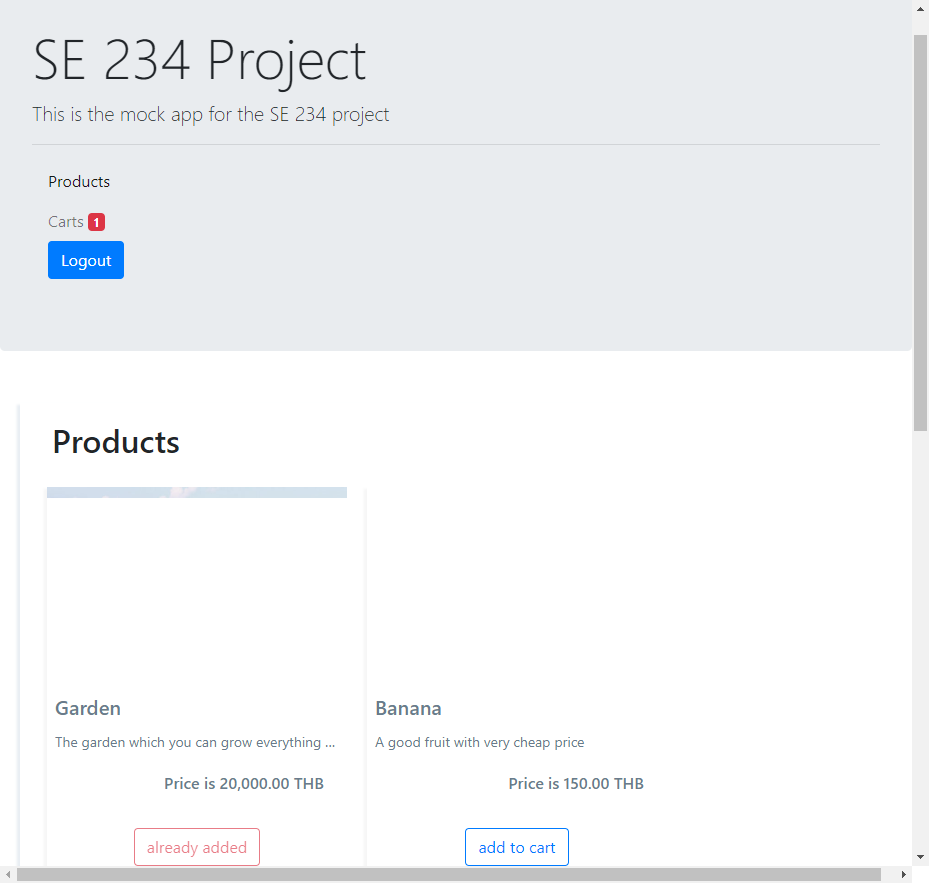 SE 234 Project
This is the mock app for the SE 234 project
Products
Carts 1
Logout
Products
Garden
The garden which you can grow everything ...
Price is 20,000.00 THB
already added
Banana
A good fruit with very cheap price
Price is 150.00 THB
add to cart